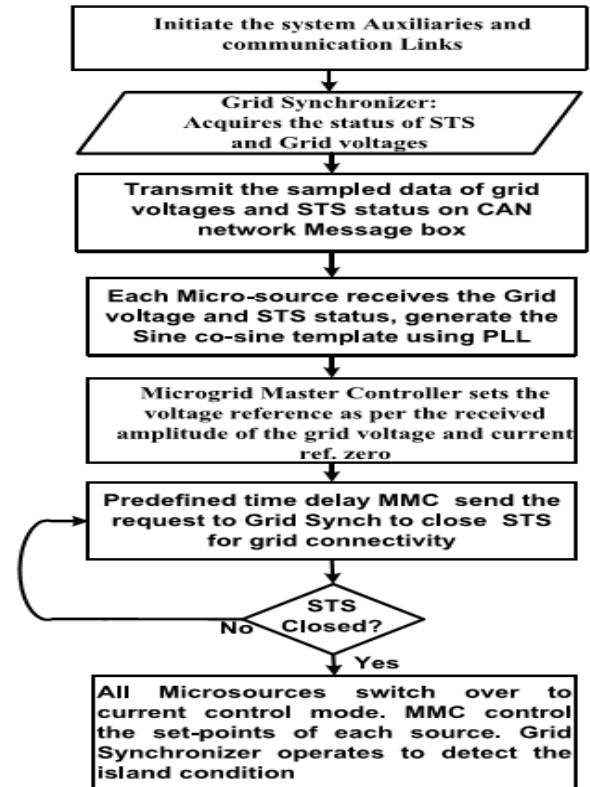 Initiate the system Auxiliaries and
communication Links
Grid Synchronizer:
Acquires the status of STS
and Grid voltages
Transmit the sampled data of grid
voltages and STS status on CAN
network Message box
Each Micro-source receives the Grid
voltage and STS status, generate the
Sine co-sine template using PLL
Microgrid Master Controller sets the
voltage reference as per the received
amplitude of the grid voltage and current
ref. zero
Predefined time delay MMC send the
request to Grid Synch to close STS
for grid connectivity
STS
Closed?
No
Yes
All Microsources switch over to
current control mode. MMC control
the set-points of each source. Grid
Synchronizer operates to detect the
island condition